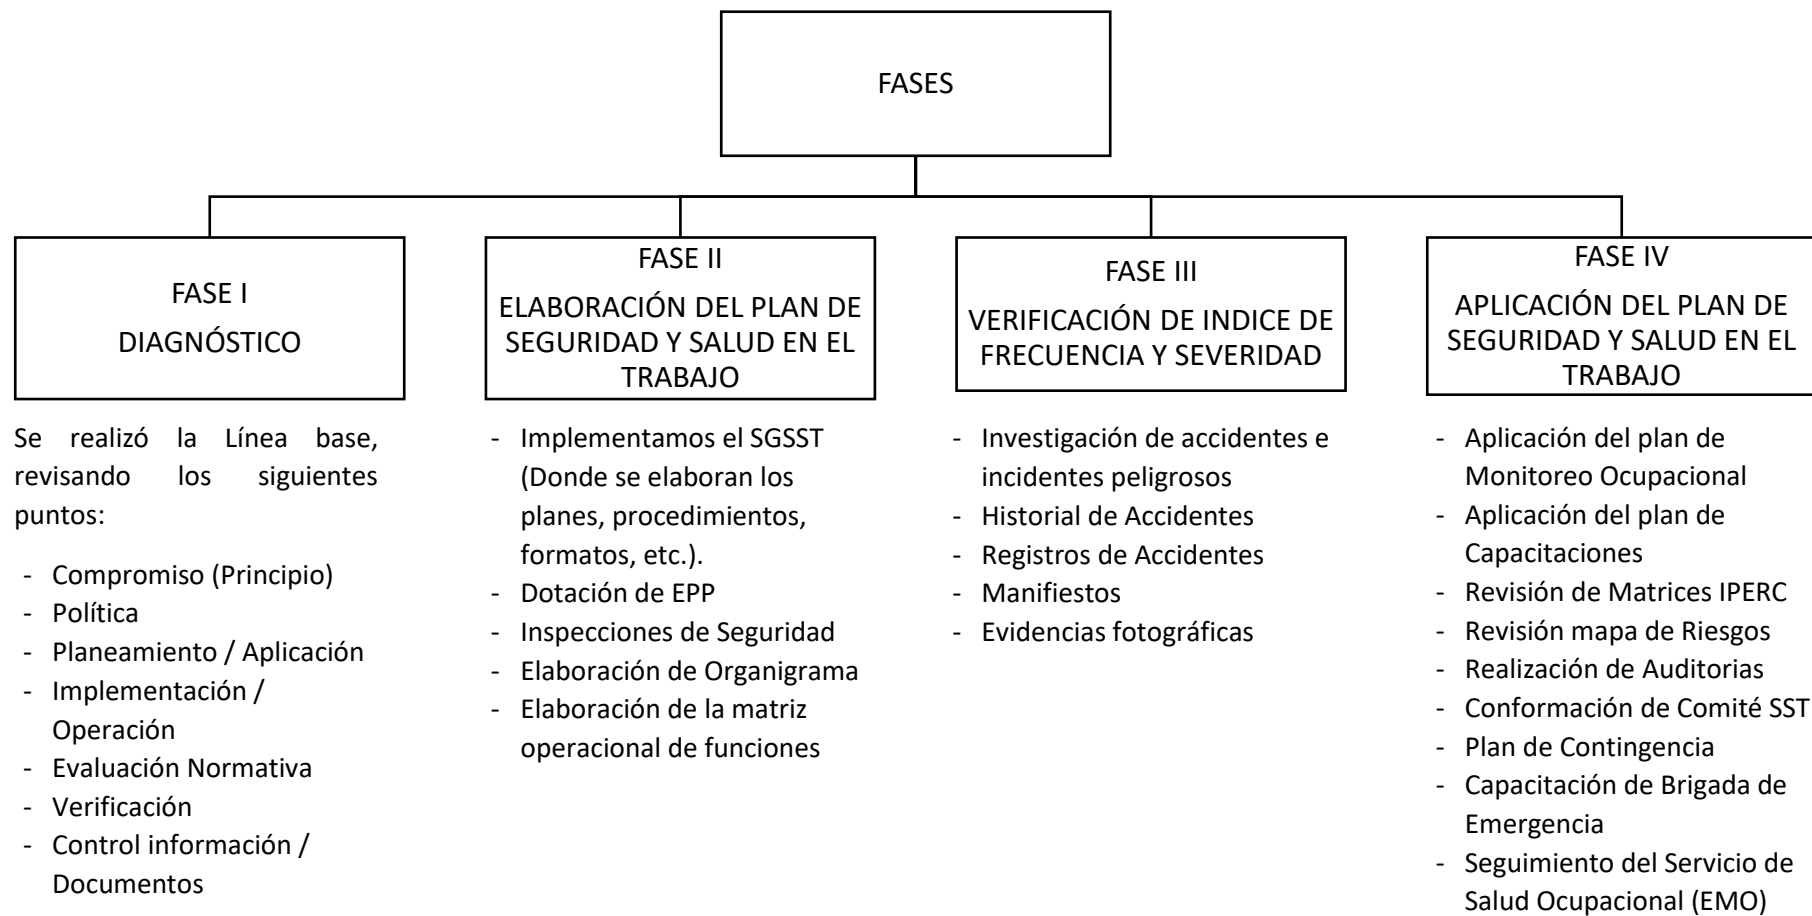 FASES
FASE I
DIAGNÓSTICO
Se realizó la Línea base,
revisando los siguientes
puntos:
- Compromiso (Principio)
- Política
- Planeamiento / Aplicación
- Implementación /
Operación
- Evaluación Normativa
- Verificación
- Control información /
Documentos
FASE II
ELABORACIÓN DEL PLAN DE
SEGURIDAD Y SALUD EN EL
TRABAJO
- Implementamos el SGSST
(Donde se elaboran los
planes, procedimientos,
formatos, etc.).
- Dotación de EPP
- Inspecciones de Seguridad
- Elaboración de Organigrama
- Elaboración de la matriz
operacional de funciones
FASE III
VERIFICACIÓN DE INDICE DE
FRECUENCIA Y SEVERIDAD
- Investigación de accidentes e
incidentes peligrosos
- Historial de Accidentes
- Registros de Accidentes
- Manifiestos
- Evidencias fotográficas
FASE IV
APLICACIÓN DEL PLAN DE
SEGURIDAD Y SALUD EN EL
TRABAJO
- Aplicación del plan de
Monitoreo Ocupacional
- Aplicación del plan de
Capacitaciones
- Revisión de Matrices IPERC
- Revisión mapa de Riesgos
- Realización de Auditorias
- Conformación de Comité SST
- Plan de Contingencia
- Capacitación de Brigada de
Emergencia
- Seguimiento del Servicio de
Salud Ocupacional (EMO)